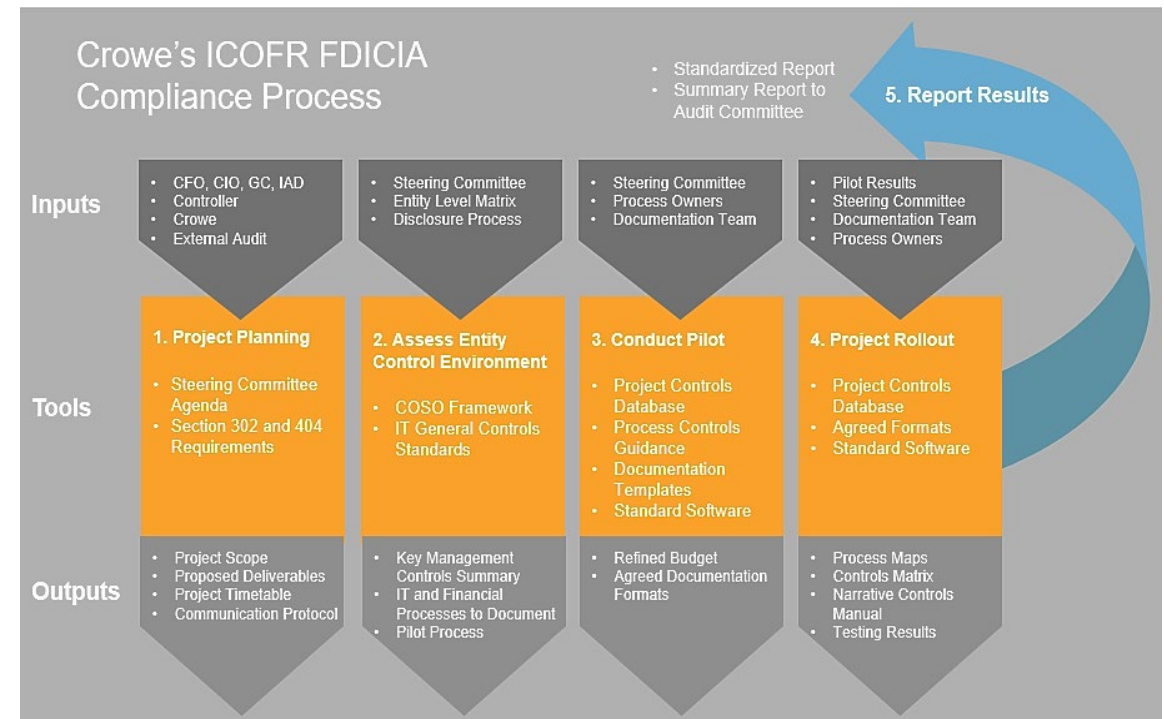 Crowe's ICOFR FDICIA
Compliance Process
• Standardized Report
• Summary Report to
Audit Committee
5. Report Results
Inputs
• CFO, CIO, GC, IAD
• Controller
• Crowe
• External Audit
• Steering Committee
• Entity Level Matrix
• Disclosure Process
• Steering Committee
• Process Owners
• Documentation Team
• Pilot Results
• Steering Committee
• Documentation Team
• Process Owners
Tools
1. Project Planning
• Steering Committee
Agenda
• Section 302 and 404
Requirements
2. Assess Entity
Control Environment
• COSO Framework
• IT General Controls
Standards
3. Conduct Pilot
• Project Controls
Database
• Process Controls
Guidance
• Documentation
Templates
• Standard Software
4. Project Rollout
• Project Controls
Database
• Agreed Formats
• Standard Software
Outputs
• Project Scope
• Proposed Deliverables
• Project Timetable
• Communication Protocol
• Key Management
Controls Summary
• IT and Financial
Processes to Document
• Pilot Process
• Refined Budget
• Agreed Documentation
Formats
• Process Maps
• Controls Matrix
• Narrative Controls
Manual
• Testing Results